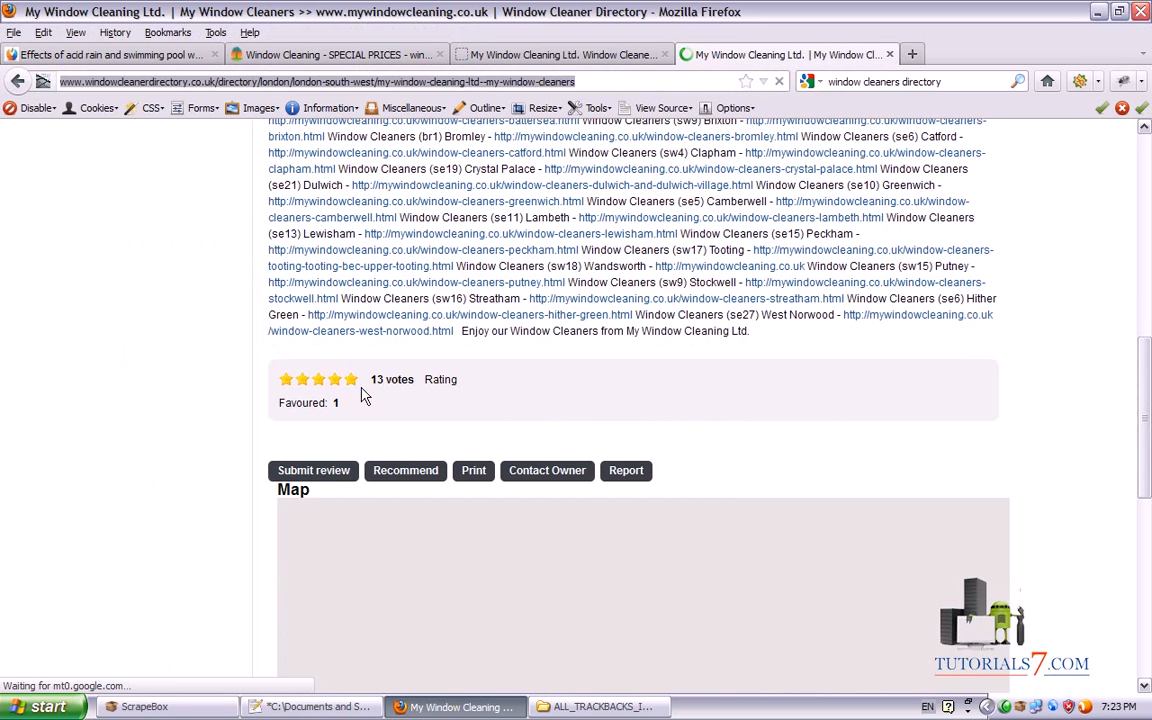 My Window Cleaning Ltd. | My Window Cleaners >> www.mywindowcleaning.co.uk | Window Cleaner Directory - Mozilla Firefox
File Edit View History Bookmarks Tools Help
Effects of acid rain and swimming pool w... Window Cleaning - SPECIAL PRICES - win... My Window Cleaning Ltd. Window Cleane... My Window Cleaning Ltd. | My Window Cl...
www.windowcleanerdirectory.co.uk/directory/london/london-south-west/my-window-cleaning-ltd--my-window-cleaners window cleaners directory
Disable Cookies CSS Forms Images Information Miscellaneous Outline Resize Tools View Source Options
http://mywindowcleaning.co.uk/window-cleaners-battersea.html Window Cleaners (sw9) Brixton - http://mywindowcleaning.co.uk/window-cleaners-
brixton.html Window Cleaners (br1) Bromley - http://mywindowcleaning.co.uk/window-cleaners-bromley.html Window Cleaners (se6) Catford -
http://mywindowcleaning.co.uk/window-cleaners-catford.html Window Cleaners (sw4) Clapham - http://mywindowcleaning.co.uk/window-cleaners-
clapham.html Window Cleaners (se19) Crystal Palace - http://mywindowcleaning.co.uk/window-cleaners-crystal-palace.html Window Cleaners
(se21) Dulwich - http://mywindowcleaning.co.uk/window-cleaners-dulwich-and-dulwich-village.html Window Cleaners (se10) Greenwich -
http://mywindowcleaning.co.uk/window-cleaners-greenwich.html Window Cleaners (se5) Camberwell - http://mywindowcleaning.co.uk/window-
cleaners-camberwell.html Window Cleaners (se11) Lambeth - http://mywindowcleaning.co.uk/window-cleaners-lambeth.html Window Cleaners
(se13) Lewisham - http://mywindowcleaning.co.uk/window-cleaners-lewisham.html Window Cleaners (se15) Peckham -
http://mywindowcleaning.co.uk/window-cleaners-peckham.html Window Cleaners (sw17) Tooting - http://mywindowcleaning.co.uk/window-cleaners-
tooting-tooting-bec-upper-tooting.html Window Cleaners (sw18) Wandsworth - http://mywindowcleaning.co.uk Window Cleaners (sw15) Putney -
http://mywindowcleaning.co.uk/window-cleaners-putney.html Window Cleaners (sw9) Stockwell - http://mywindowcleaning.co.uk/window-cleaners-
stockwell.html Window Cleaners (sw16) Streatham - http://mywindowcleaning.co.uk/window-cleaners-streatham.html Window Cleaners (se6) Hither
Green - http://mywindowcleaning.co.uk/window-cleaners-hither-green.html Window Cleaners (se27) West Norwood - http://mywindowcleaning.co.uk
/window-cleaners-west-norwood.html Enjoy our Window Cleaners from My Window Cleaning Ltd.
13 votes Rating
Favoured: 1
Submit review Recommend Print Contact Owner Report
Map
TUTORIALS7.COM
Waiting for mt0.google.com...
start ScrapeBox *C:\Documents and S... My Window Cleaning ... ALL_TRACKBACKS_I... EN 7:23 PM